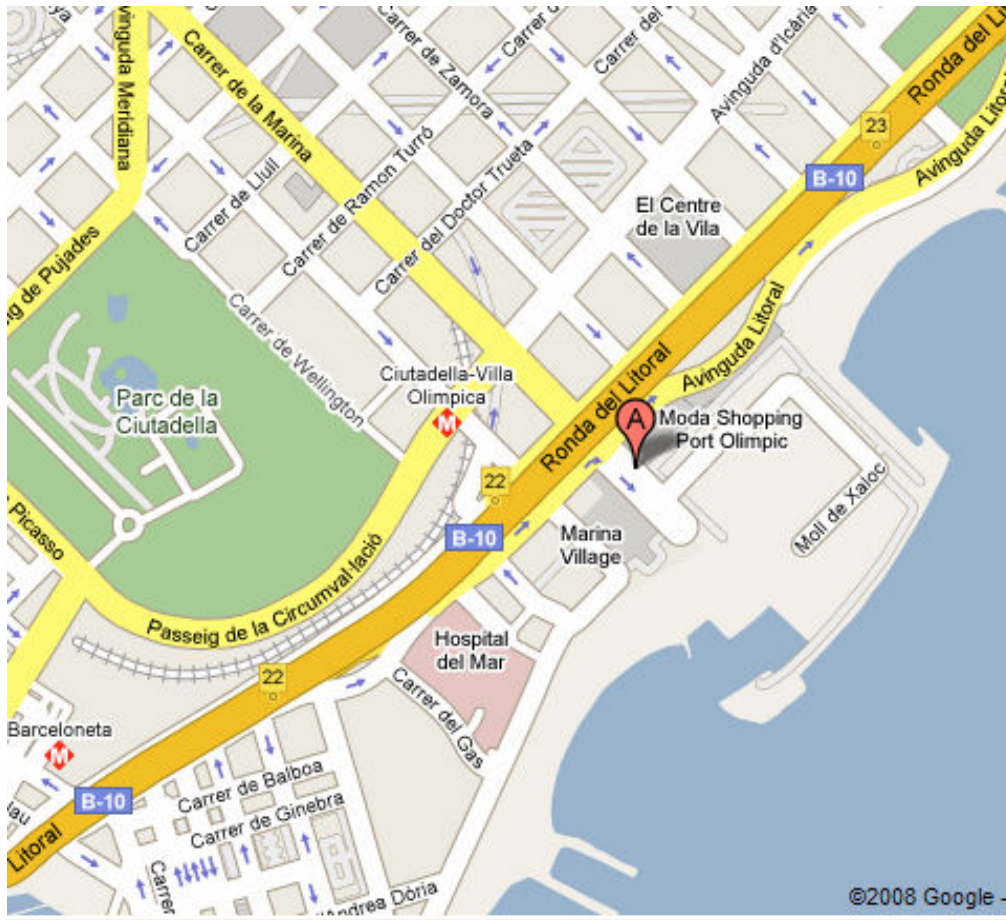 Avinguda Meridiana
Carrer de la Marina
Carrer de Zamora
Carrer
Carrer del
Avinguda d'Icària
Ronda del Li
23
B-10
Avinguda Litoral
Carrer de Llull
Carrer de Ramon Turró
Carrer del Doctor Trueta
El Centre
de la Vila
ig de Pujades
Carrer de Wellington
Avinguda Litoral
Ronda del Litoral
Ciutadella-Villa
Olimpica
M
Parc de la
Ciutadella
A
Moda Shopping
Port Olimpic
22
B-10
Marina
Village
Moll de Xaloc
Picasso
Passeig de la Circumval·lació
Hospital
del Mar
22
Carrer del Gas
Barceloneta
M
B-10
Carrer de Balboa
Carrer de Ginebra
Litoral
Carrer
d'Andrea Dòria
©2008 Google